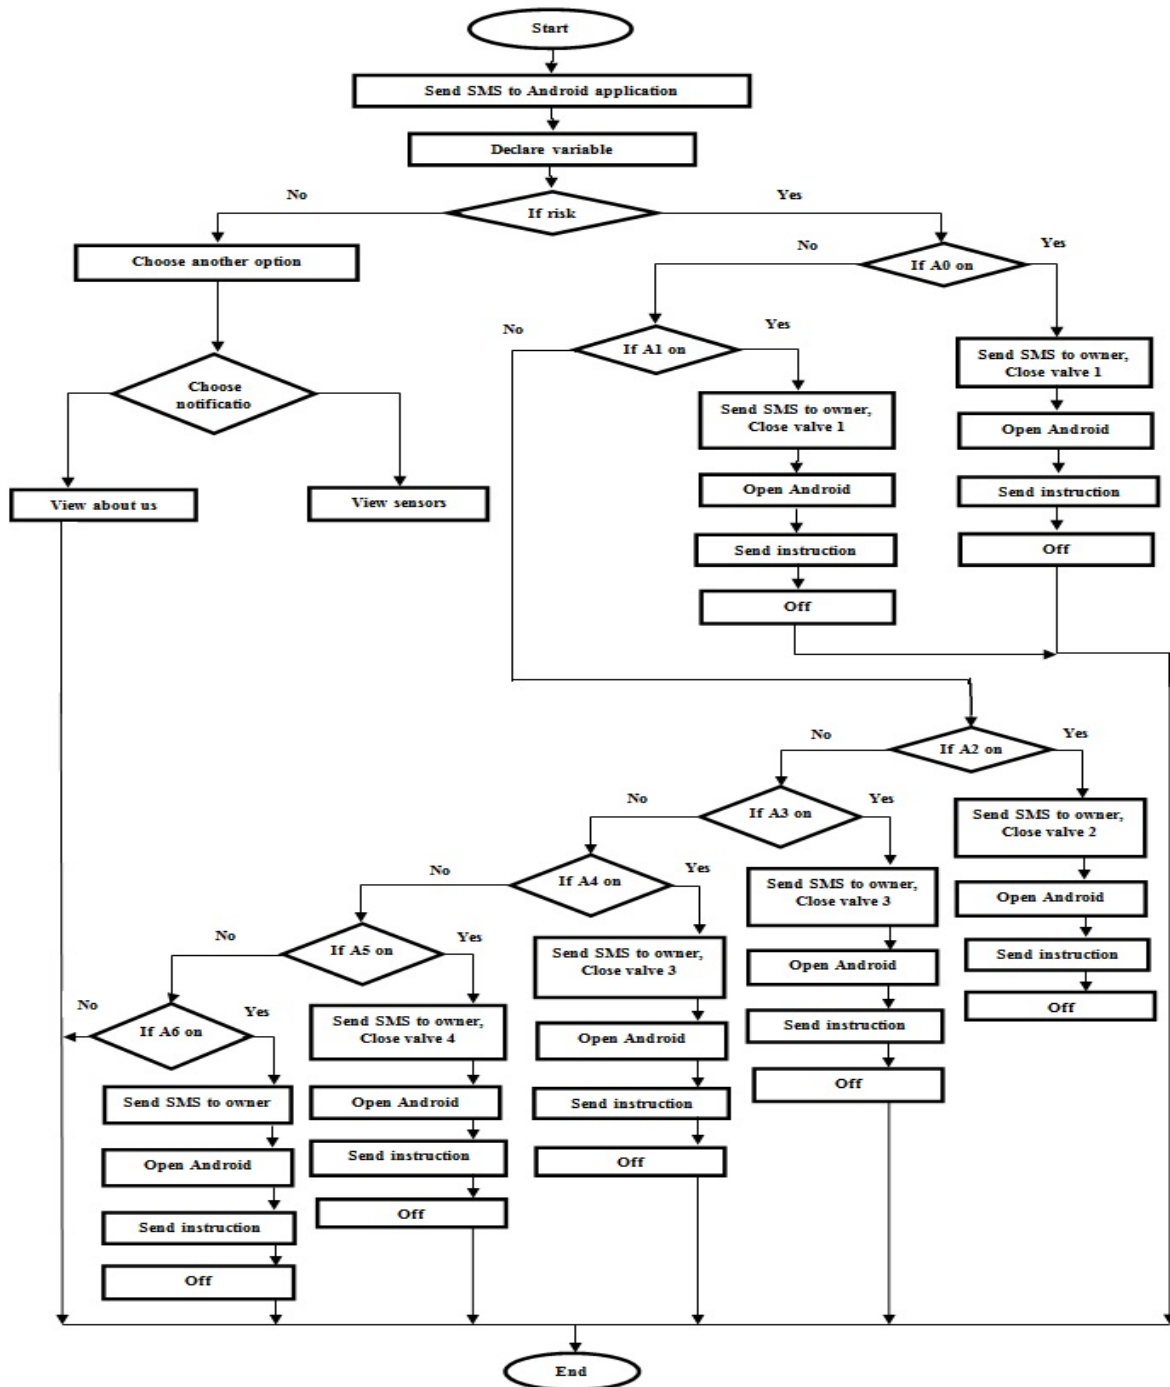 Start
Send SMS to Android application
Declare variable
No
Yes
If risk
Choose another option
No
Yes
If A0 on
No
Yes
If A1 on
Send SMS to owner,
Close valve 1
Choose
notificatio
Send SMS to owner,
Close valve 1
Open Android
Open Android
Send instruction
View about us
View sensors
Send instruction
Off
Off
No
Yes
If A2 on
No
Yes
If A3 on
Send SMS to owner,
Close valve 2
No
Yes
If A4 on
Send SMS to owner,
Close valve 3
Open Android
No
Yes
If A5 on
Send SMS to owner,
Close valve 3
Open Android
Send instruction
No
Yes
If A6 on
Send SMS to owner,
Close valve 4
Open Android
Send instruction
Off
Send SMS to owner
Open Android
Send instruction
Off
Open Android
Send instruction
Off
Send instruction
Off
Off
End